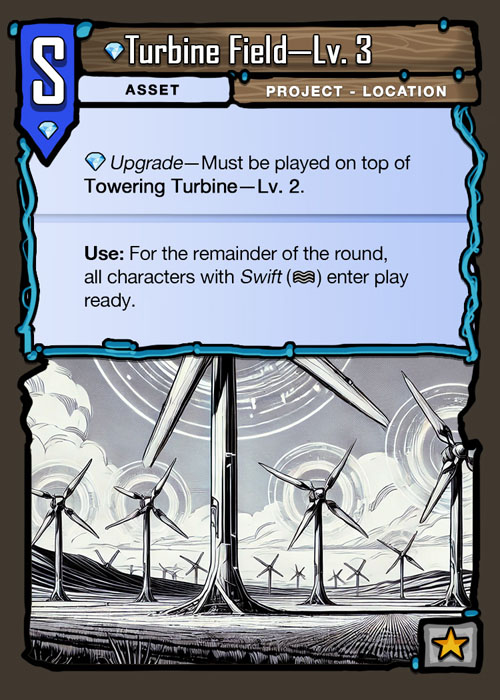 S
Turbine Field—Lv. 3
ASSET
PROJECT - LOCATION
Upgrade—Must be played on top of
Towering Turbine—Lv. 2.
Use: For the remainder of the round,
all characters with Swift () enter play
ready.